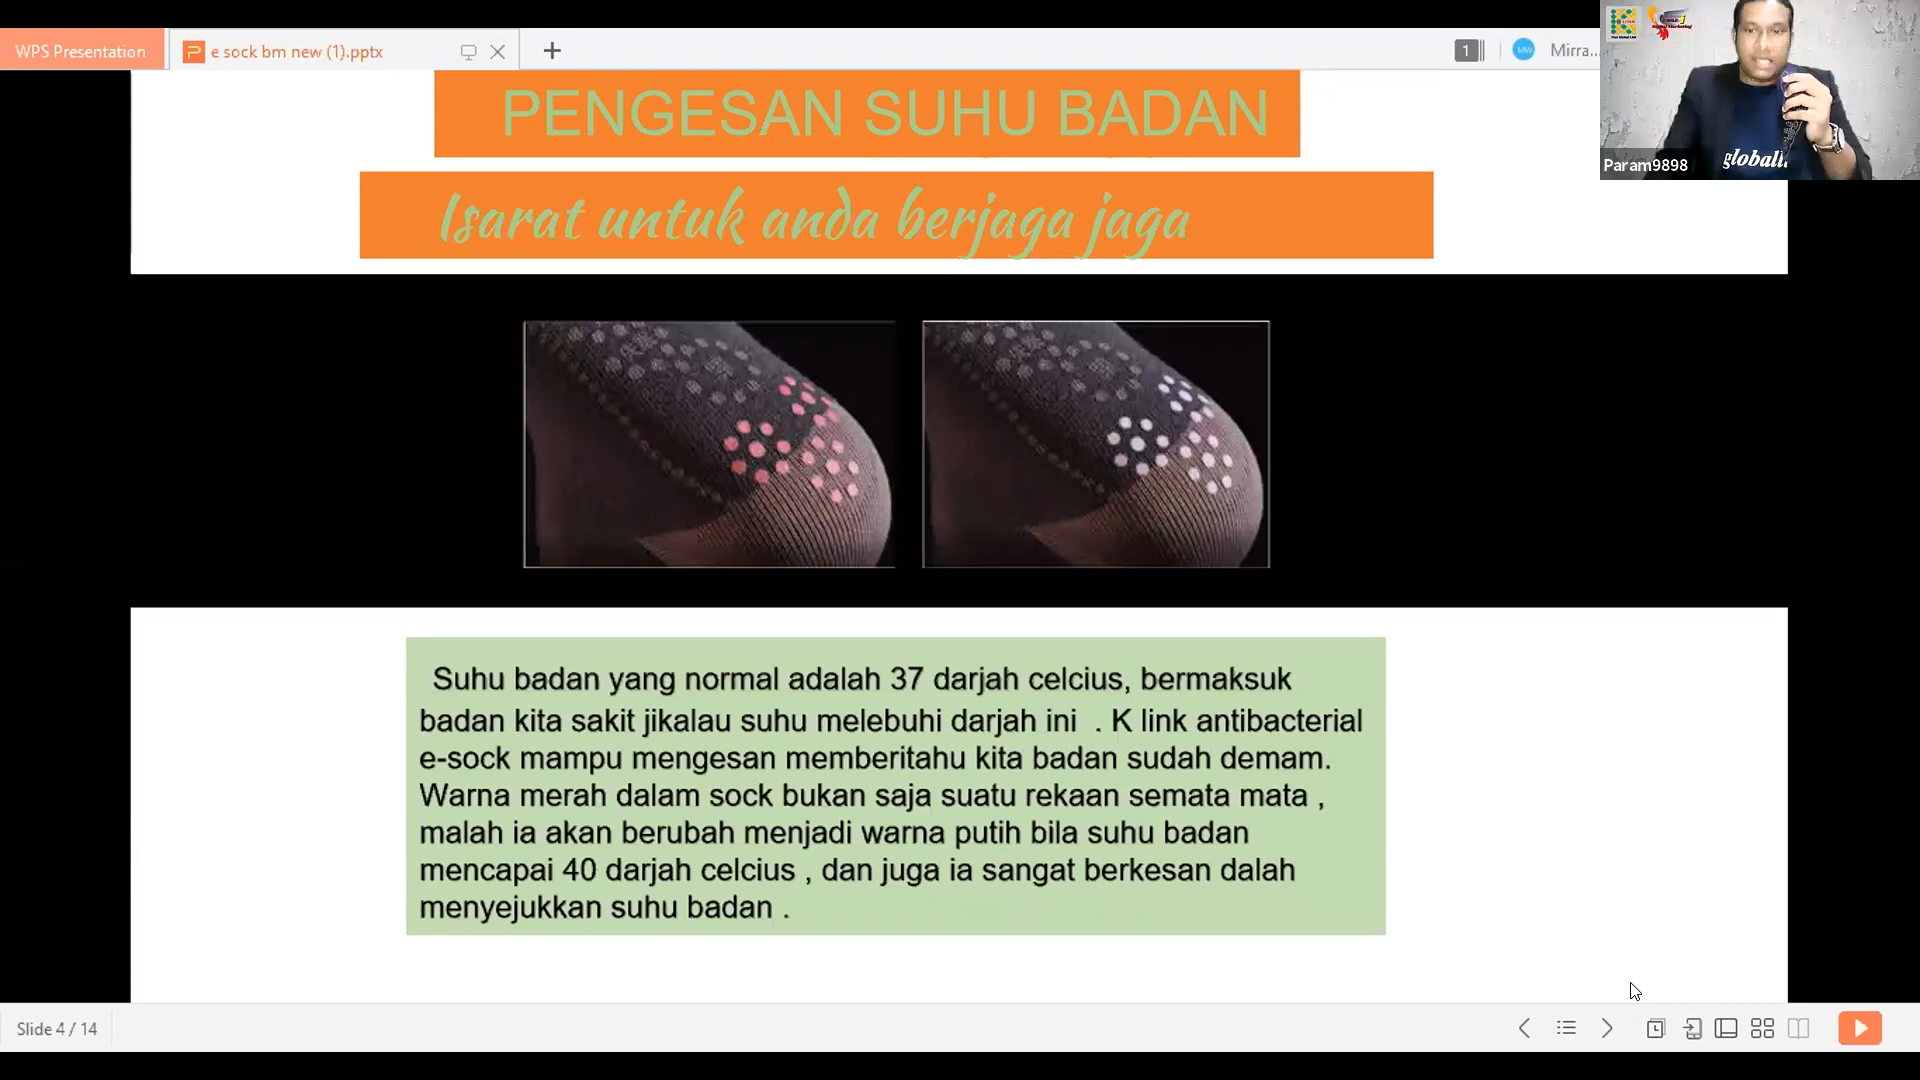 WPS Presentation
e sock bm new (1).pptx
1
MW
Mirra...
PENGESAN SUHU BADAN
Isarat untuk anda berjaga jaga
Param9898
Suhu badan yang normal adalah 37 darjah celcius, bermaksuk
badan kita sakit jikalau suhu melebuhi darjah ini . K link antibacterial
e-sock mampu mengesan memberitahu kita badan sudah demam.
Warna merah dalam sock bukan saja suatu rekaan semata mata ,
malah ia akan berubah menjadi warna putih bila suhu badan
mencapai 40 darjah celcius , dan juga ia sangat berkesan dalah
menyejukkan suhu badan .
Slide 4 / 14